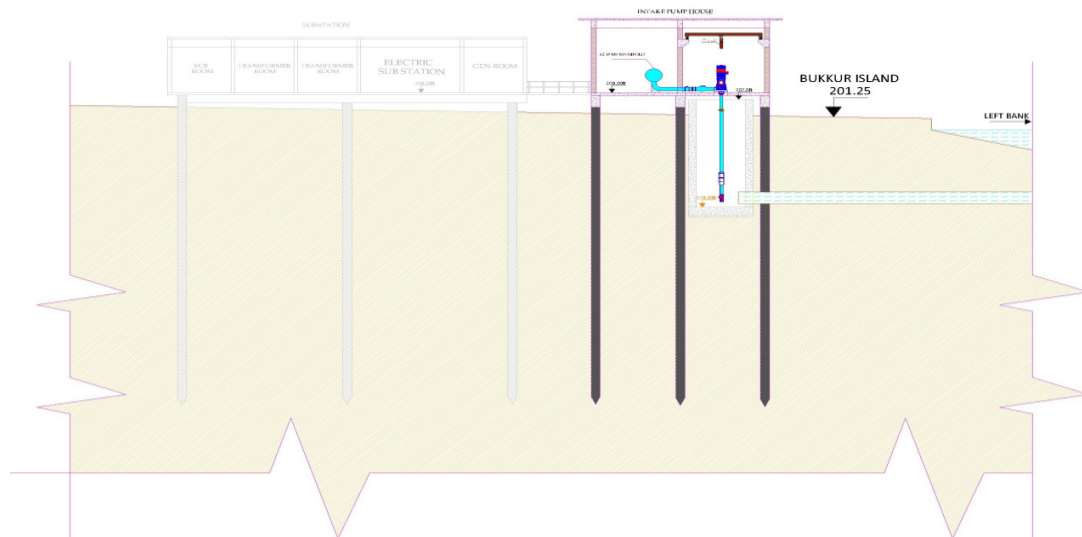 SUBSTATION
INTAKE PUMP HOUSE
VCB
ROOM
TRANSFORMER
ROOM
TRANSFORMER
ROOM
ELECTRIC
SUB STATION
GEN-ROOM
BUKKUR ISLAND
201.25
LEFT BANK